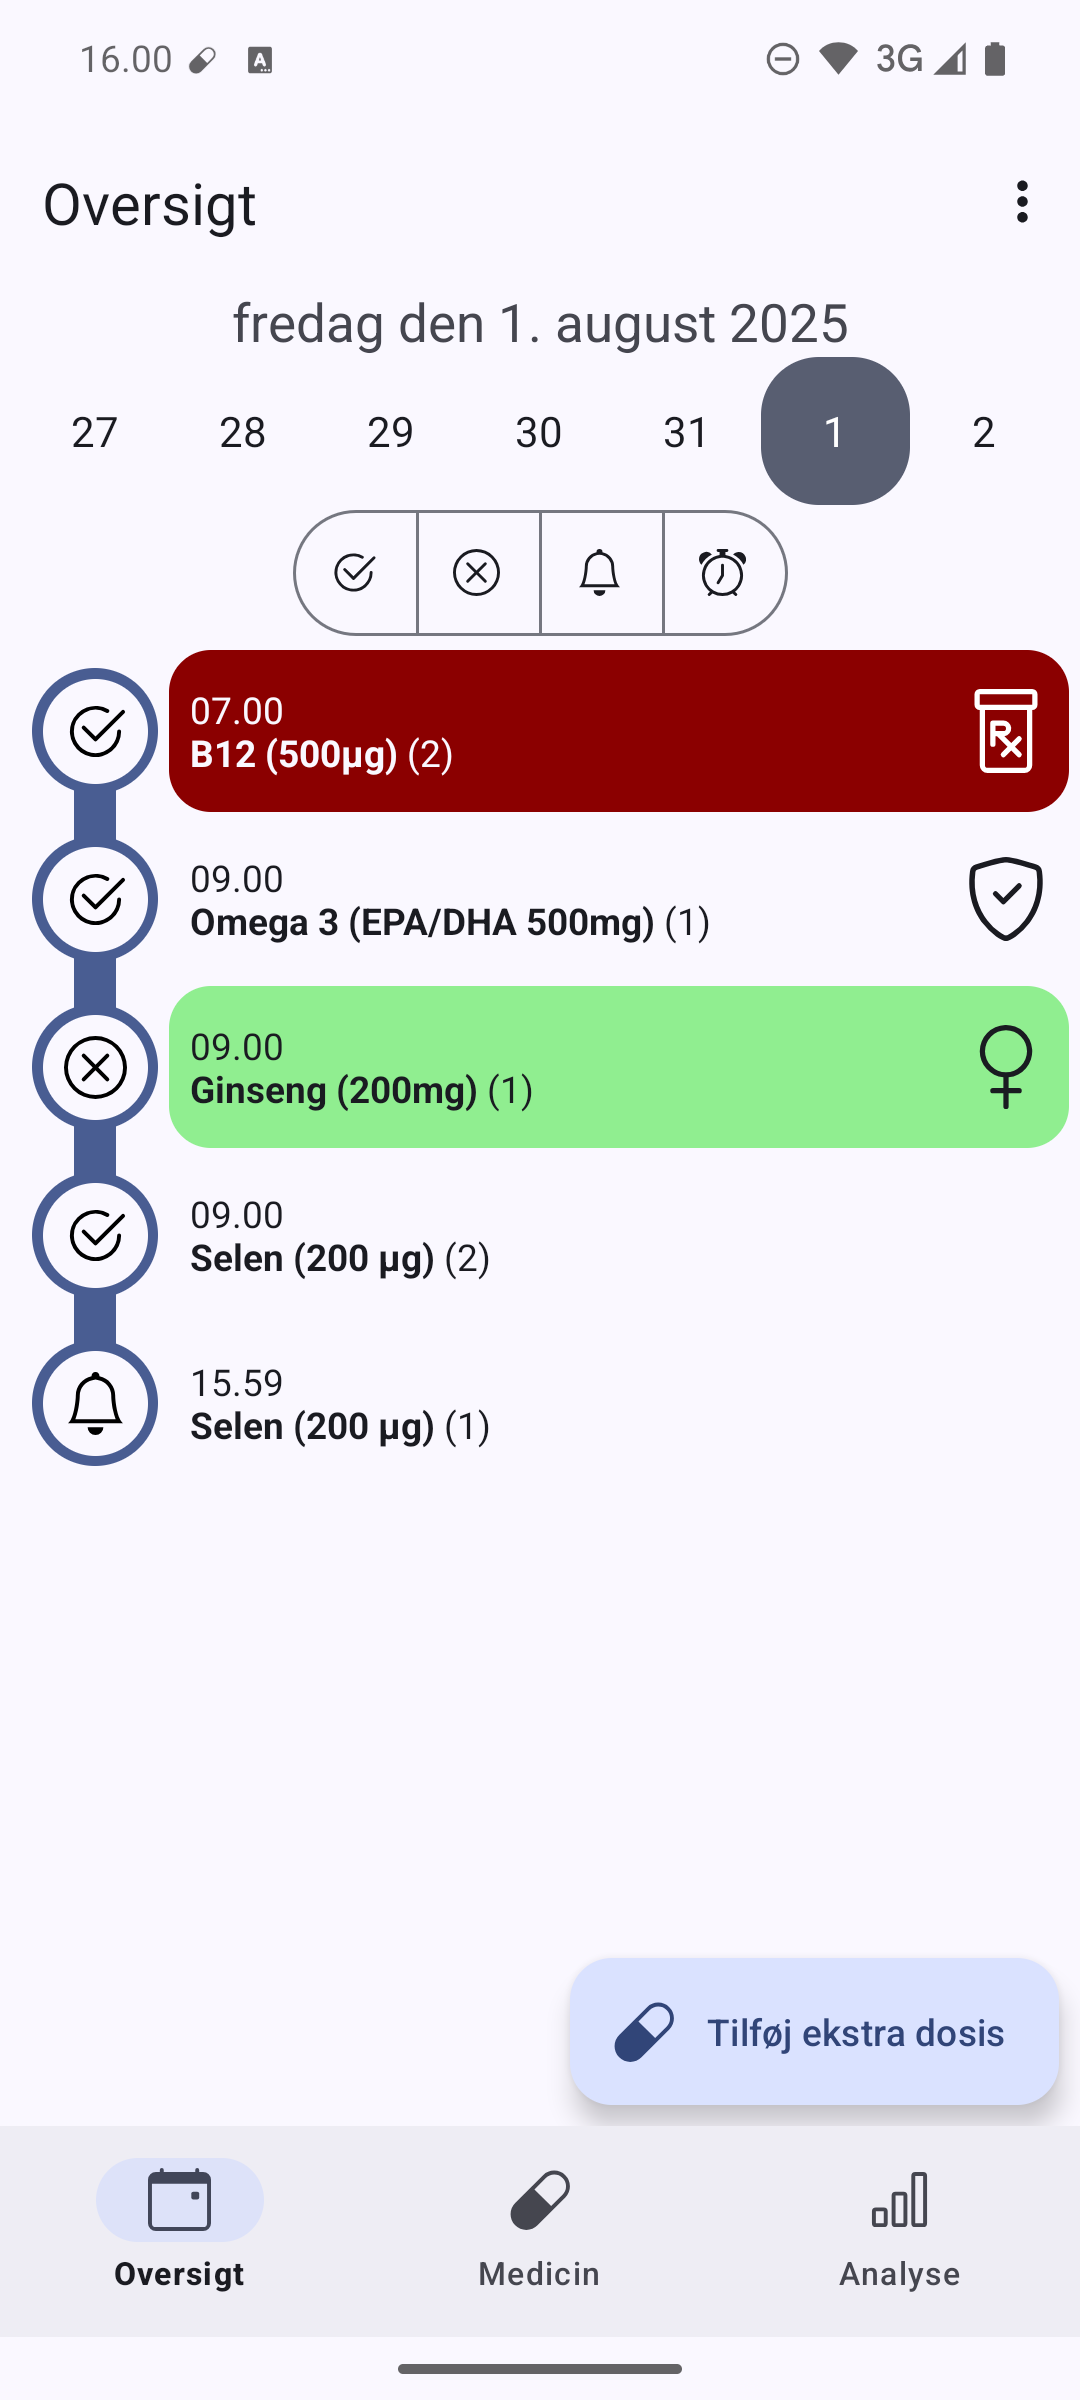 16.00
3G
Oversigt
fredag den 1. august 2025
27 28 29 30 31 1 2
07.00
B12 (500µg) (2)
09.00
Omega 3 (EPA/DHA 500mg) (1)
09.00
Ginseng (200mg) (1)
09.00
Selen (200 µg) (2)
15.59
Selen (200 µg) (1)
Tilføj ekstra dosis
Oversigt Medicin Analyse